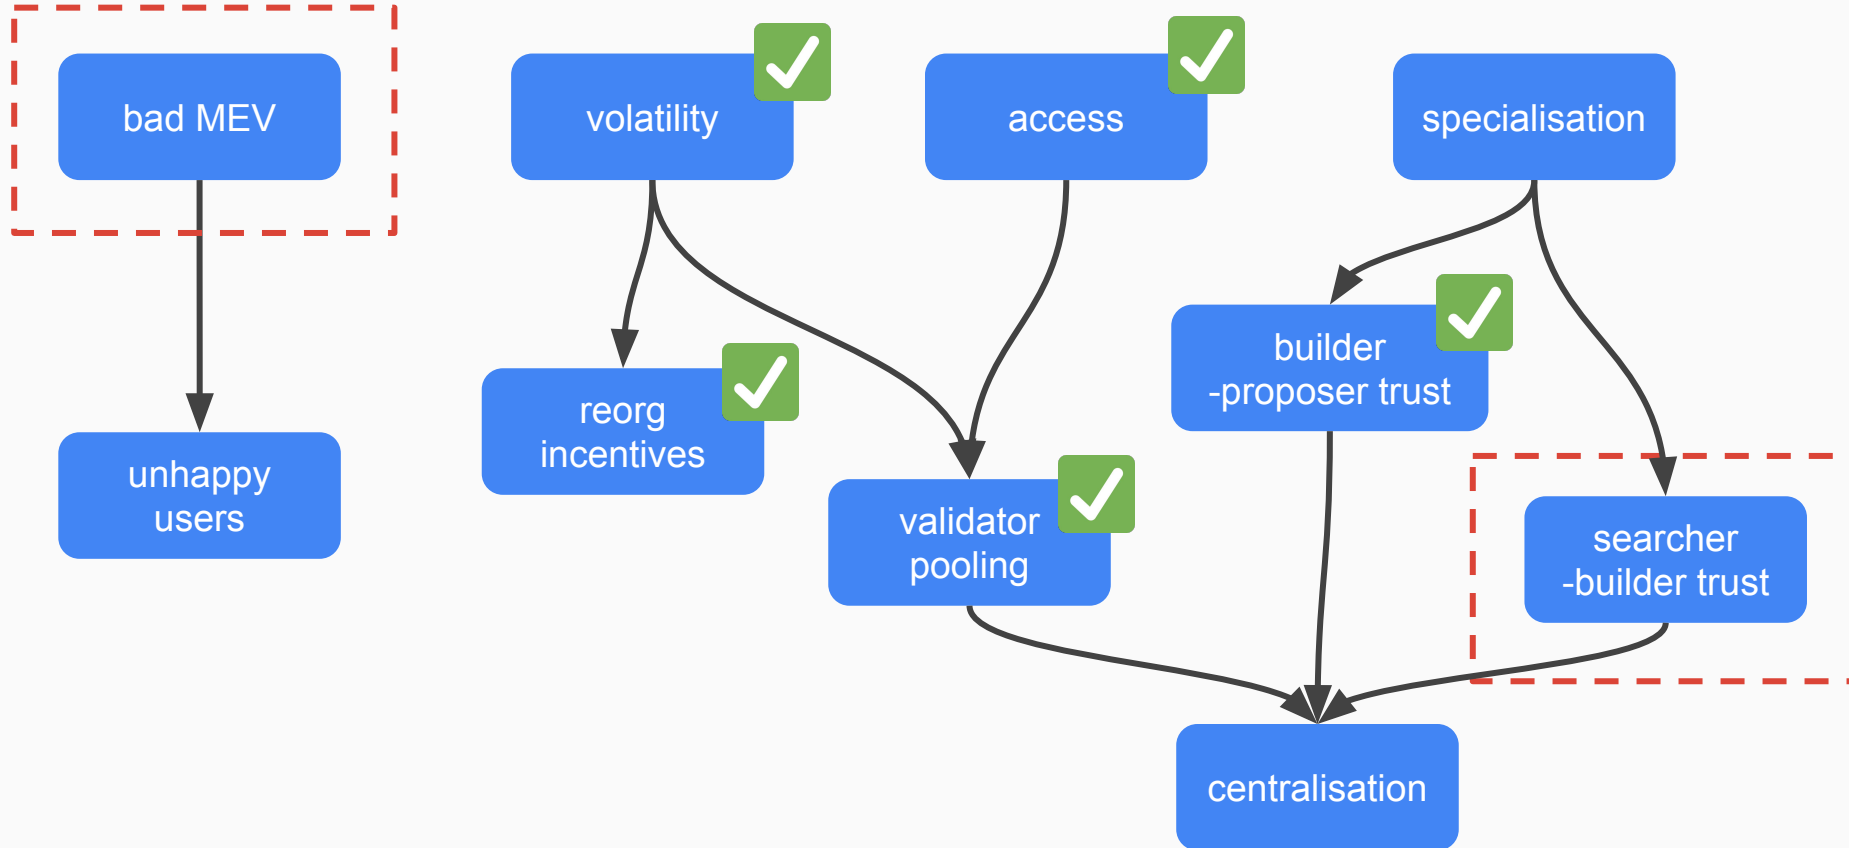 bad MEV
volatility
access
specialisation
builder
-proposer trust
reorg
incentives
unhappy
users
validator
pooling
searcher
-builder trust
centralisation